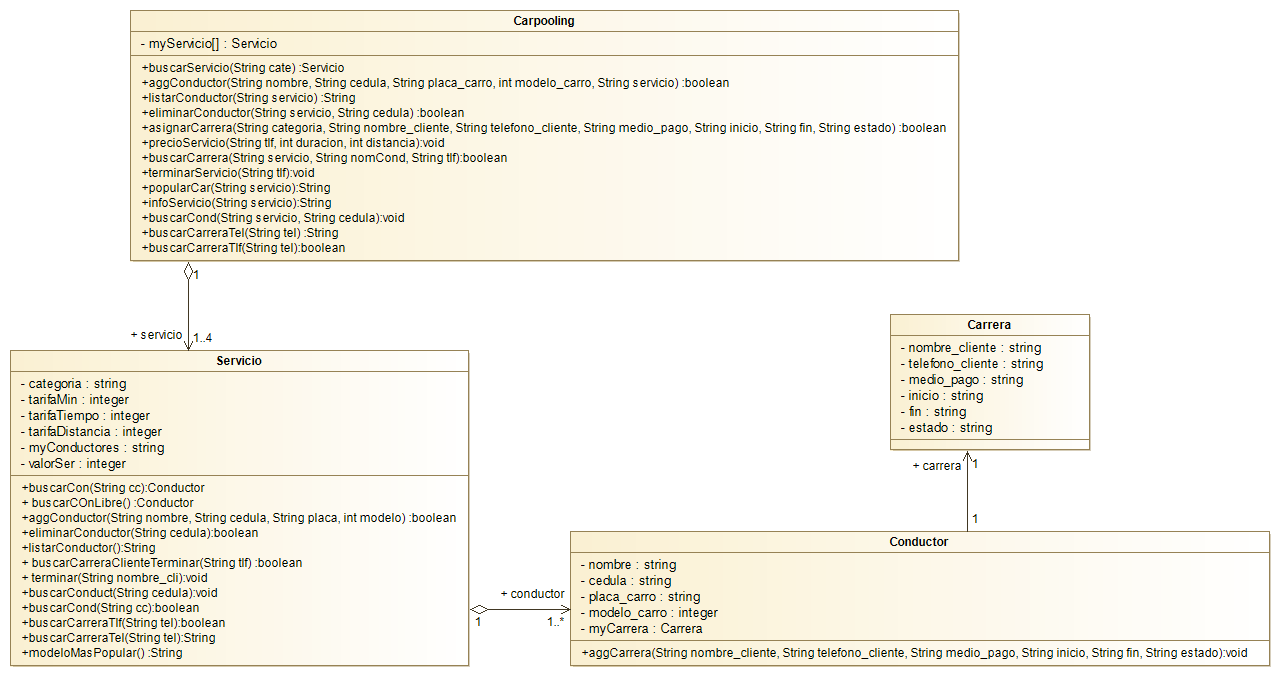 Carpooling
- myServicio[] : Servicio
+buscarServicio(String cate) :Servicio
+aggConductor(String nombre, String cedula, String placa_carro, int modelo_carro, String servicio) :boolean
+listarConductor(String servicio) :String
+eliminarConductor(String servicio, String cedula) :boolean
+asignarCarrera(String categoria, String nombre_cliente, String telefono_cliente, String medio_pago, String inicio, String fin, String estado) :boolean
+precioServicio(String tlf, int duracion, int distancia):void
+buscarCarrera(String servicio, String nomCond, String tlf):boolean
+terminarServicio(String tlf):void
+popularCar(String servicio):String
+infoServicio(String servicio):String
+buscarCond(String servicio, String cedula):void
+buscarCarreraTel(String tel) :String
+buscarCarreraTlf(String tel):boolean
1
+ servicio
1..4
Servicio
- categoria : string
- tarifaMin : integer
- tarifaTiempo : integer
- tarifaDistancia : integer
- myConductores : string
- valorSer : integer
+buscarCon(String cc):Conductor
+ buscarCOnLibre() :Conductor
+aggConductor(String nombre, String cedula, String placa, int modelo) :boolean
+eliminarConductor(String cedula):boolean
+listarConductor():String
+ buscarCarreraClienteTerminar(String tlf) :boolean
+ terminar(String nombre_cli):void
+buscarConduct(String cedula):void
+buscarCond(String cc):boolean
+buscarCarreraTlf(String tel):boolean
+buscarCarreraTel(String tel):String
+modeloMasPopular() :String
+ conductor
1
1..*
Carrera
- nombre_cliente : string
- telefono_cliente : string
- medio_pago : string
- inicio : string
- fin : string
- estado : string
+ carrera
1
1
Conductor
- nombre : string
- cedula : string
- placa_carro : string
- modelo_carro : integer
- myCarrera : Carrera
+aggCarrera(String nombre_cliente, String telefono_cliente, String medio_pago, String inicio, String fin, String estado):void